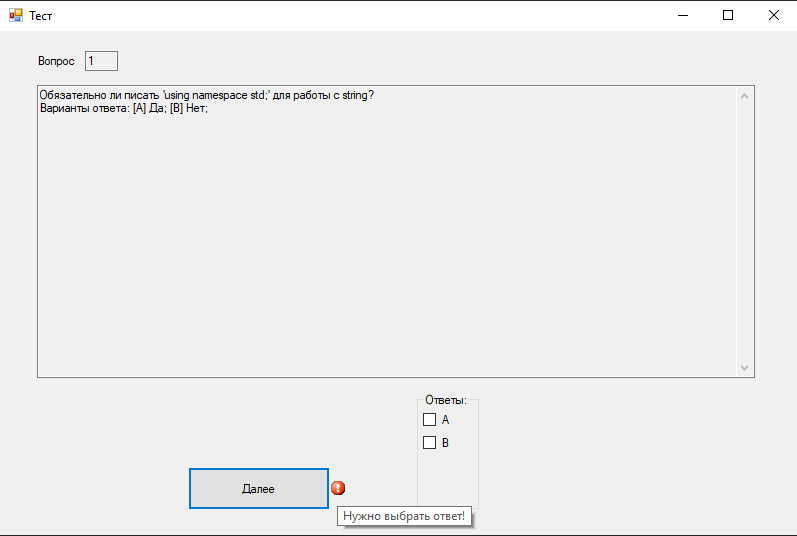 Тест
Вопрос 1
Обязательно ли писать 'using namespace std;' для работы с string?
Варианты ответа: [A] Да; [B] Нет;
Ответы:
A
B
Далее
Нужно выбрать ответ!